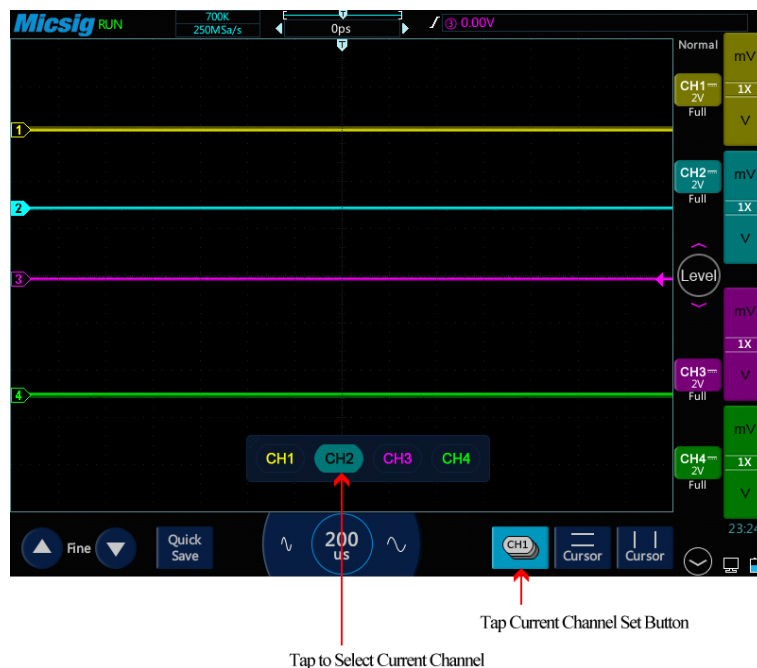 Micsig RUN
700K
250MSa/s
T
0ps
③ 0.00V
T
Normal
mV
CH1
2V
Full
1X
V
1
CH2
2V
Full
mV
1X
V
2
Level
3
mV
1X
V
CH3
2V
Full
4
mV
CH4
2V
Full
1X
V
CH1 CH2 CH3 CH4
Fine
Quick
Save
200
us
CH1
Cursor
Cursor
23:24
Tap Current Channel Set Button
Tap to Select Current Channel